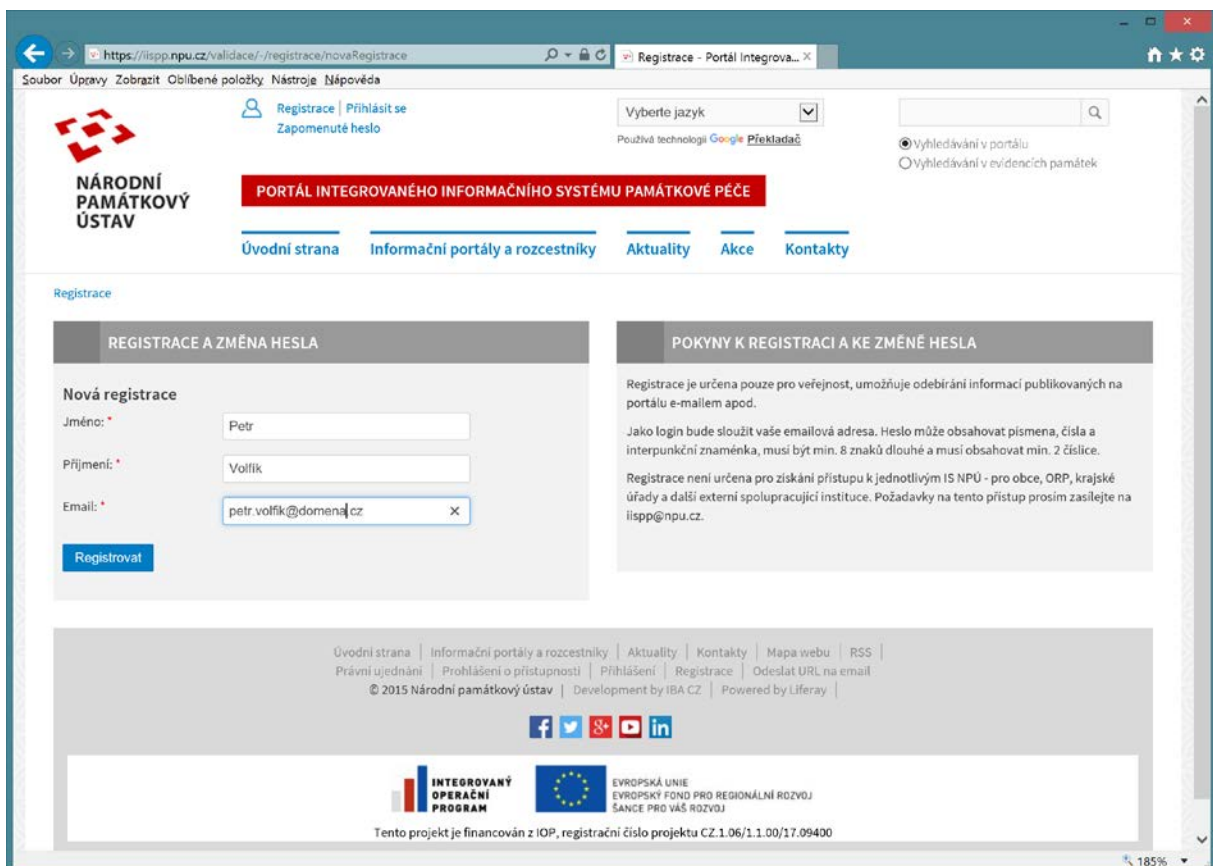 https://iispp.npu.cz/validace/-/registrace/novaRegistrace
Registrace - Portál Integrova...
Soubor Úpravy Zobrazit Oblíbené položky Nástroje Nápověda
Registrace | Přihlásit se
Zapomenuté heslo
Vyberte jazyk
Používá technologii Google Překladač
Vyhledávání v portálu
Vyhledávání v evidencích památek
NÁRODNÍ
PAMÁTKOVÝ
ÚSTAV
PORTÁL INTEGROVANÉHO INFORMAČNÍHO SYSTÉMU PAMÁTKOVÉ PÉČE
Úvodní strana Informační portály a rozcestníky Aktuality Akce Kontakty
Registrace
REGISTRACE A ZMĚNA HESLA
Nová registrace
Jméno: * Petr
Příjmení: * Volfík
Email: * petr.volfik@domena.cz
Registrovat
POKYNY K REGISTRACI A KE ZMĚNĚ HESLA
Registrace je určena pouze pro veřejnost, umožňuje odebírání informací publikovaných na
portálu e-mailem apod.
Jako login bude sloužit vaše emailová adresa. Heslo může obsahovat písmena, čísla a
interpunkční znaménka, musí být min. 8 znaků dlouhé a musí obsahovat min. 2 číslice.
Registrace není určena pro získání přístupu k jednotlivým IS NPÚ - pro obce, ORP, krajské
úřady a další externí spolupracující instituce. Požadavky na tento přístup prosím zasílejte na
iispp@npu.cz.
Úvodní strana | Informační portály a rozcestníky | Aktuality | Kontakty | Mapa webu | RSS |
Právní ujednání | Prohlášení o přístupnosti | Přihlášení | Registrace | Odeslat URL na email
© 2015 Národní památkový ústav | Development by IBA CZ | Powered by Liferay |
INTEGROVANÝ
OPERAČNÍ
PROGRAM
EVROPSKÁ UNIE
EVROPSKÝ FOND PRO REGIONÁLNÍ ROZVOJ
ŠANCE PRO VÁŠ ROZVOJ
Tento projekt je financován z IOP, registrační číslo projektu CZ.1.06/1.1.00/17.09400
185%